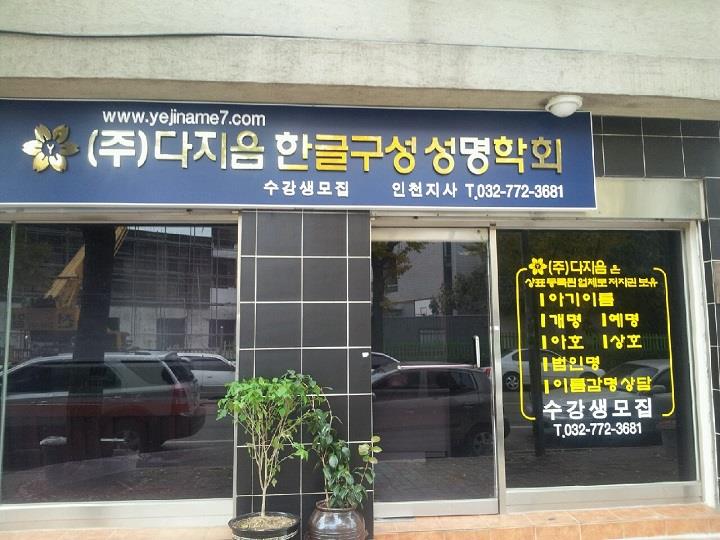 www.yejiname7.com
Y (주)다지음 한글구성성명학회
수강생모집 인천지사 T.032-772-3681
(주)다지음은
상표등록된 업체로 저작권 보유
아기이름
개명 예명
아호 상호
법인명
이름감명상담
수강생모집
T.032-772-3681